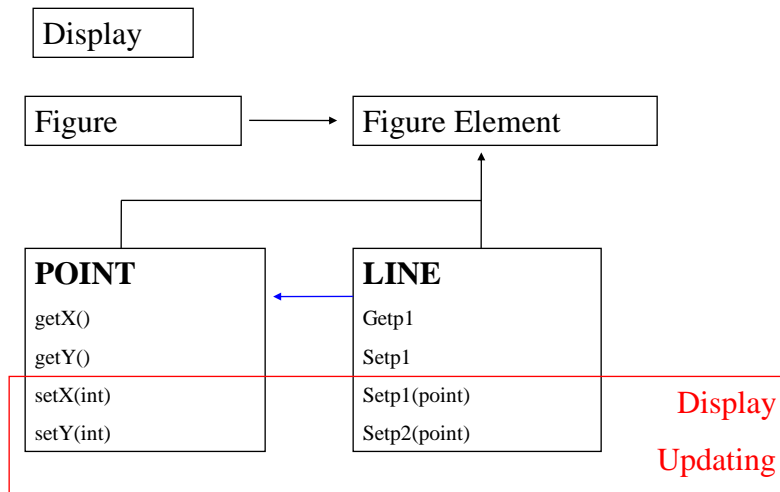 Display
Figure
Figure Element
POINT
getX()
getY()
setX(int)
setY(int)
LINE
Getp1
Setp1
Setp1(point)
Setp2(point)
Display
Updating